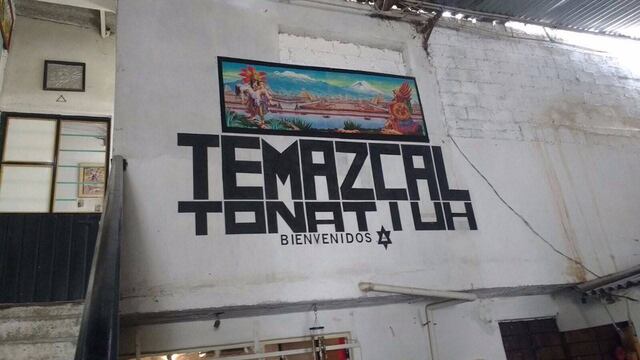 TEMAZCAL
TONATIUH
BIENVENIDOS